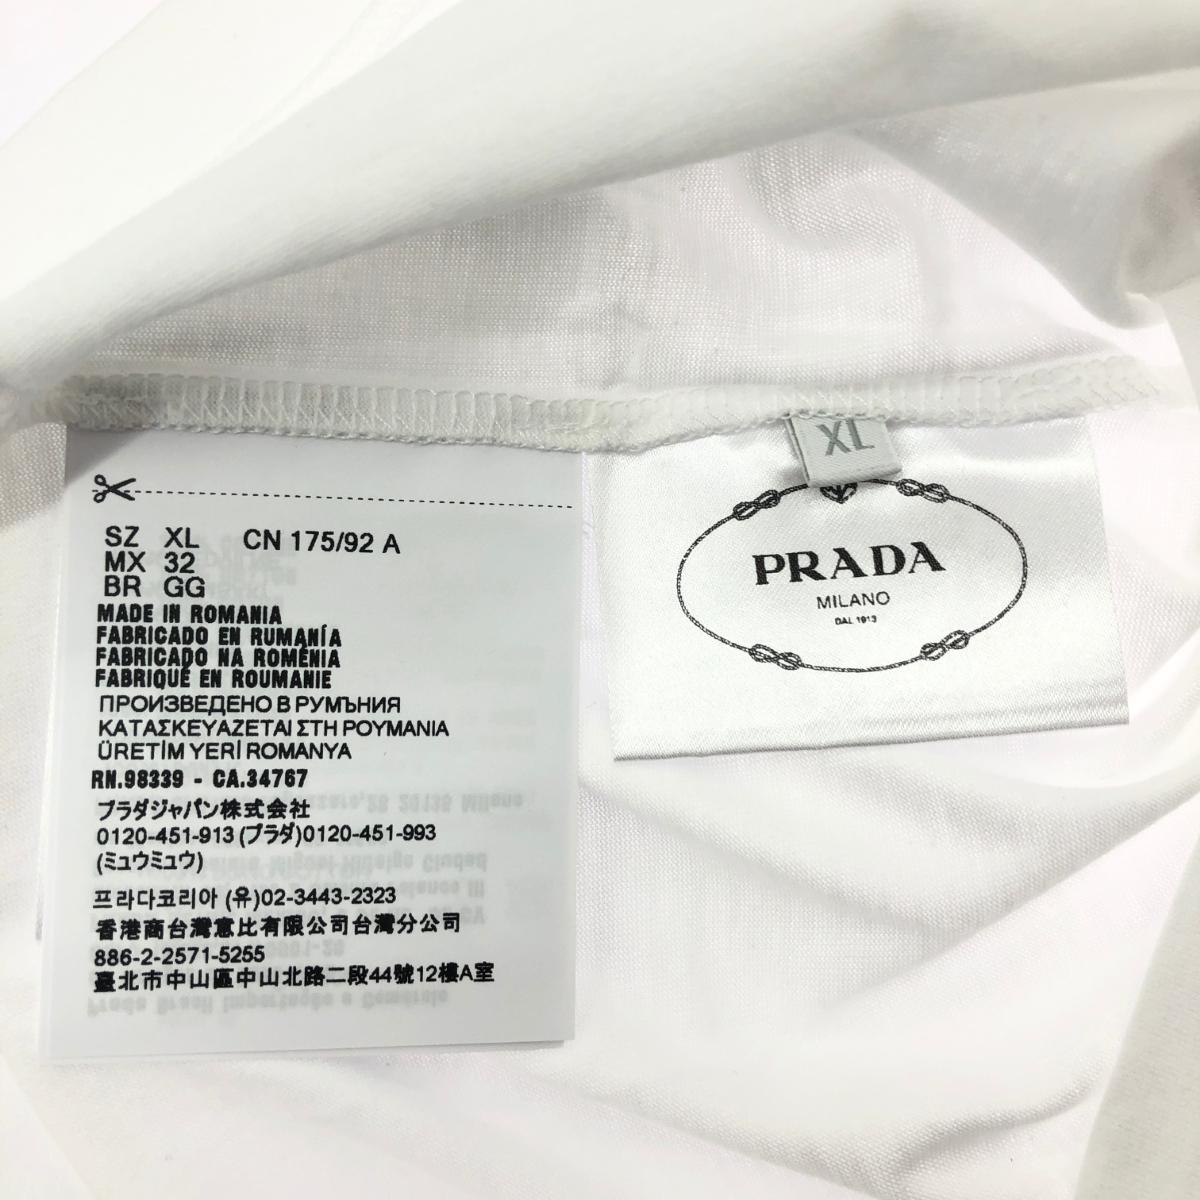 SZ XL CN 175/92 A
MX 32
BR GG
MADE IN ROMANIA
FABRICADO EN RUMANÍA
FABRICADO NA ROMÊNIA
FABRIQUÉ EN ROUMANIE
ПРОИЗВЕДЕНО В РУМЪНИЯ
ΚΑΤΑΣΚΕΥΑΖΕΤΑΙ ΣΤΗ ΡΟΥΜΑΝΙΑ
ÜRETİM YERİ ROMANYA
RN.98339 - CA.34767
プラダジャパン株式会社
0120-451-913 (プラダ)0120-451-993
(ミュウミュウ)
프라다코리아 (유)02-3443-2323
香港商台灣意比有限公司台灣分公司
886-2-2571-5255
臺北市中山區中山北路二段44號12樓A室
XL
PRADA
MILANO
DAL 1913